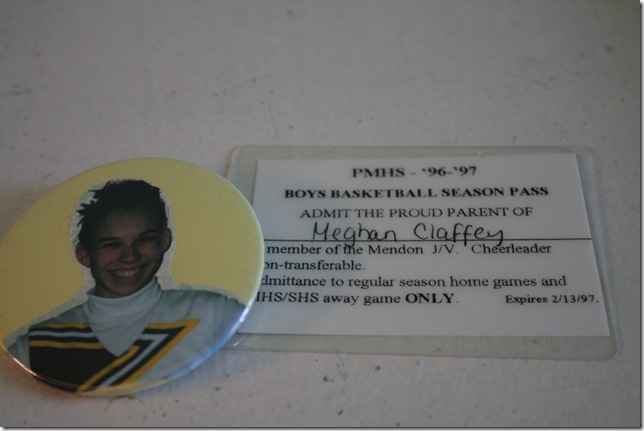 PMHS - '96-'97
BOYS BASKETBALL SEASON PASS
ADMIT THE PROUD PARENT OF
Meghan Claffey
member of the Mendon J/V. Cheerleader
on-transferable.
dmittance to regular season home games and
HS/SHS away game ONLY. Expires 2/13/97.